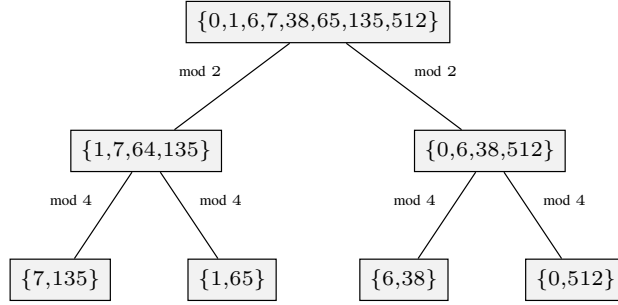 {0,1,6,7,38,65,135,512}
mod 2 mod 2
{1,7,64,135} {0,6,38,512}
mod 4 mod 4 mod 4 mod 4
{7,135} {1,65} {6,38} {0,512}